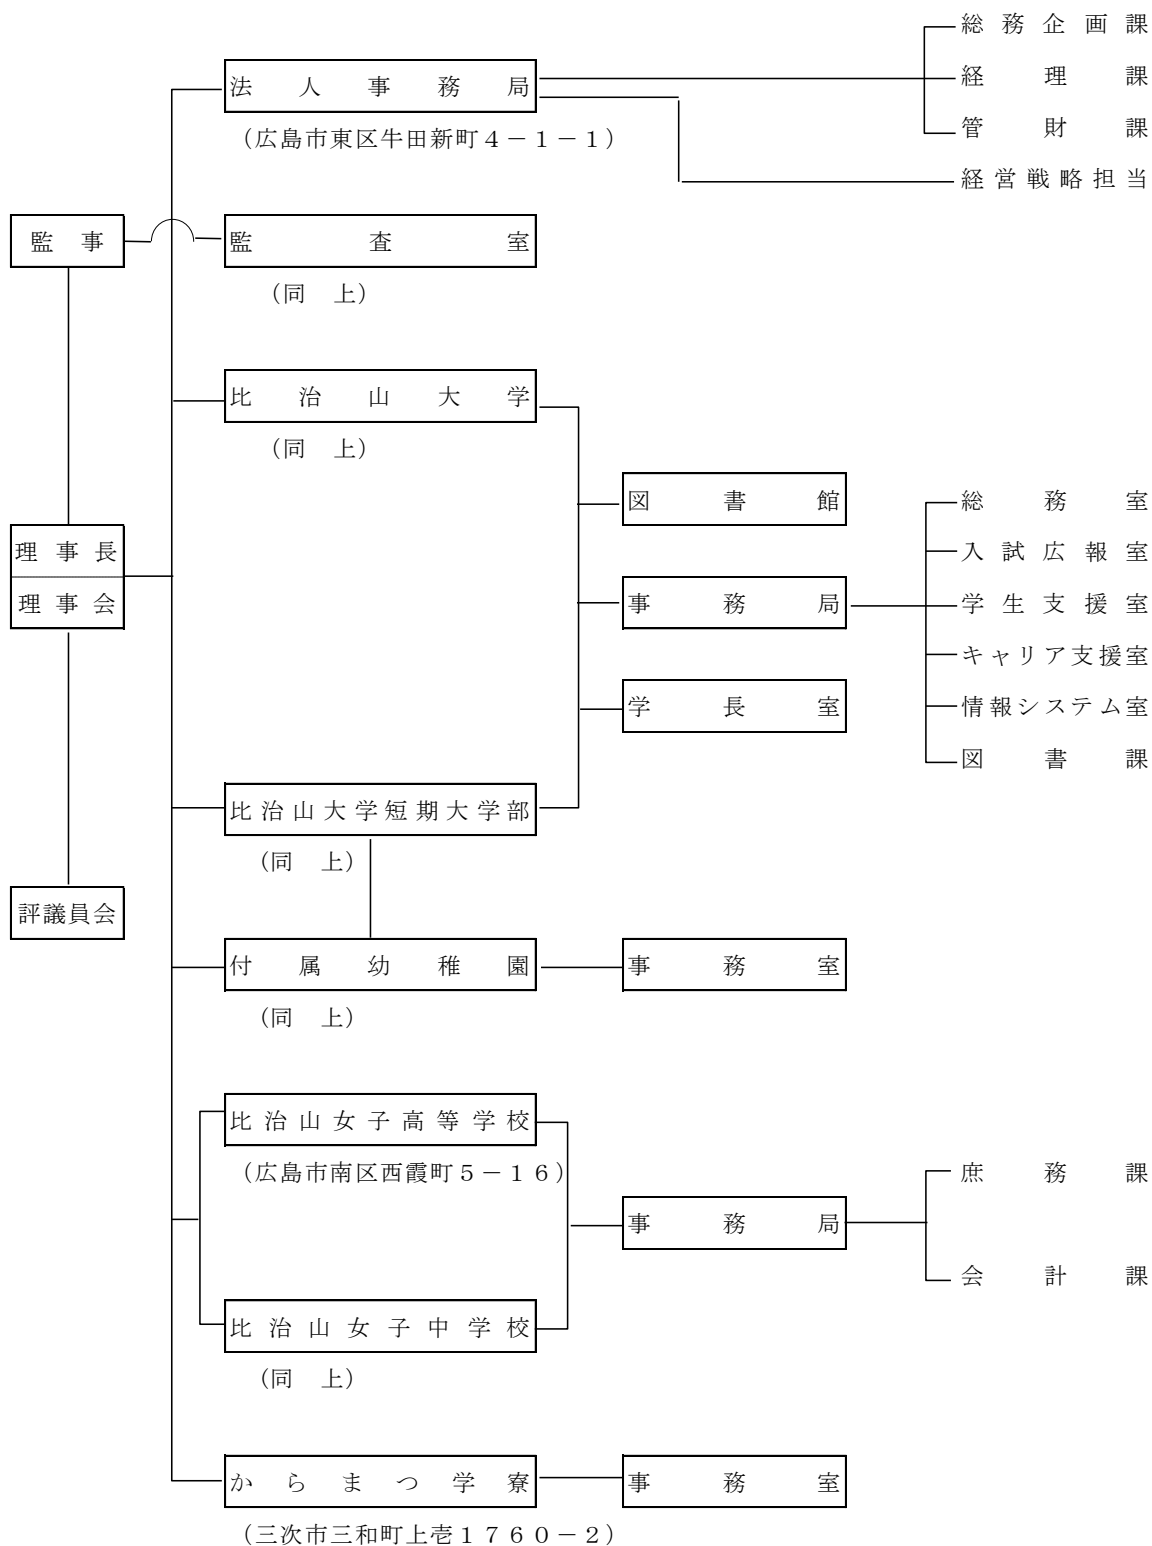 総務企画課
法人事務局
経理課
(広島市東区牛田新町4-1-1)
管財課
経営戦略担当
監事
監査室
(同 上)
比治山大学
(同 上)
図書館
総務室
理事長
入試広報室
理事会
事務局
学生支援室
キャリア支援室
学長室
情報システム室
図書課
比治山大学短期大学部
(同 上)
評議員会
付属幼稚園
事務室
(同 上)
比治山女子高等学校
(広島市南区西霞町5-16)
庶務課
事務局
会計課
比治山女子中学校
(同 上)
からまつ学寮
事務室
(三次市三和町上壱1760-2)